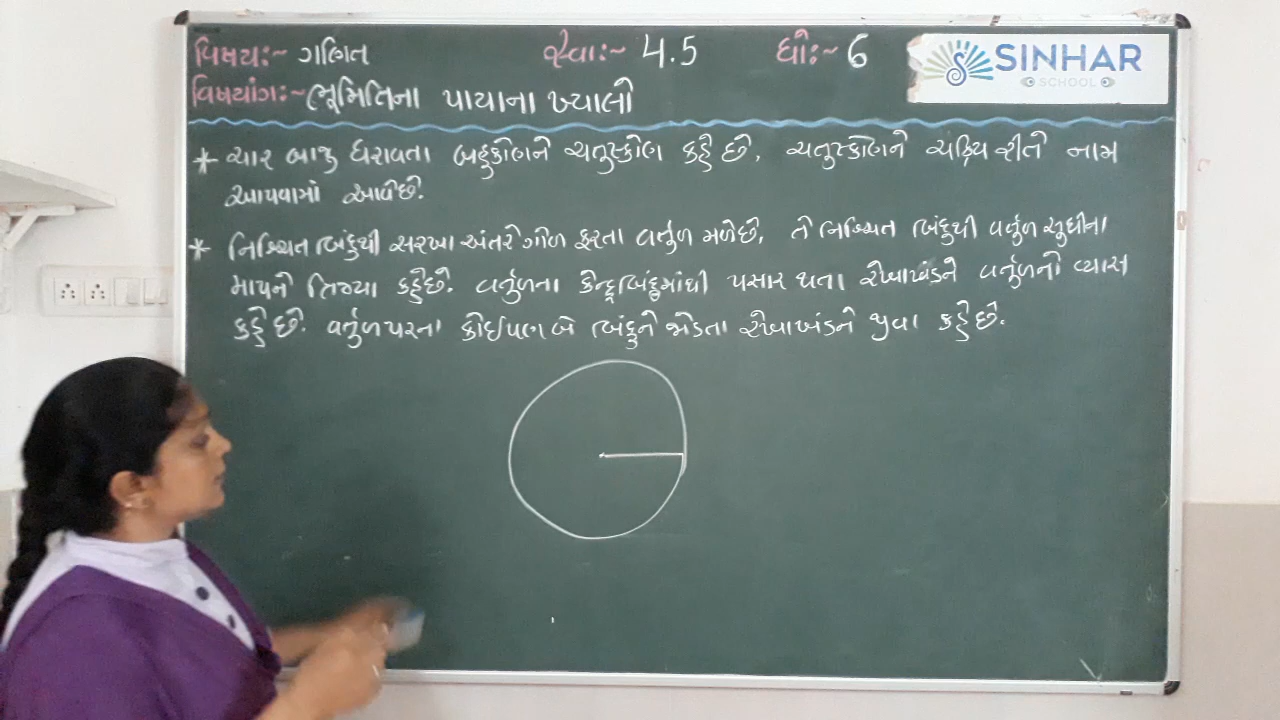 વિષય:~ ગણિત સ્વા:~ 4.5 ધો:~ 6
SINHAR
SCHOOL
વિષયાંગ:~ ભૂમિતિના પાયાના ખ્યાલો
* ચાર બાજુ ધરાવતા બહુકોણને ચતુષ્કોણ કહે છે. ચતુષ્કોણને ચક્રિય રીતે નામ
આપવામાં આવેછે.
* નિશ્ચિત બિંદુથી સરખા અંતરે ગોળ ફરતા વર્તુળ મળેછે. તે નિશ્ચિત બિંદુથી વર્તુળ સુધીના
માપને ત્રિજ્યા કહેછે. વર્તુળના કેન્દ્રબિંદુમાંથી પસાર થતા રેખાખંડને વર્તુળનો વ્યાસ
કહે છે. વર્તુળપરના કોઈપણ બે બિંદુને જોડતા રેખાખંડને જીવા કહેછે.